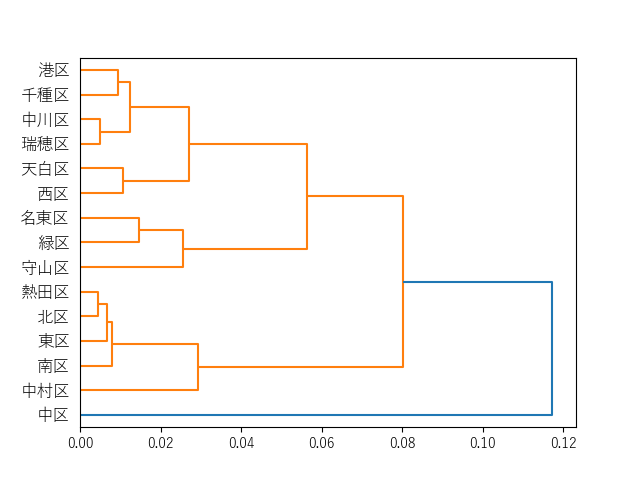 港区
千種区
中川区
瑞穂区
天白区
西区
名東区
緑区
守山区
熱田区
北区
東区
南区
中村区
中区
0.00 0.02 0.04 0.06 0.08 0.10 0.12